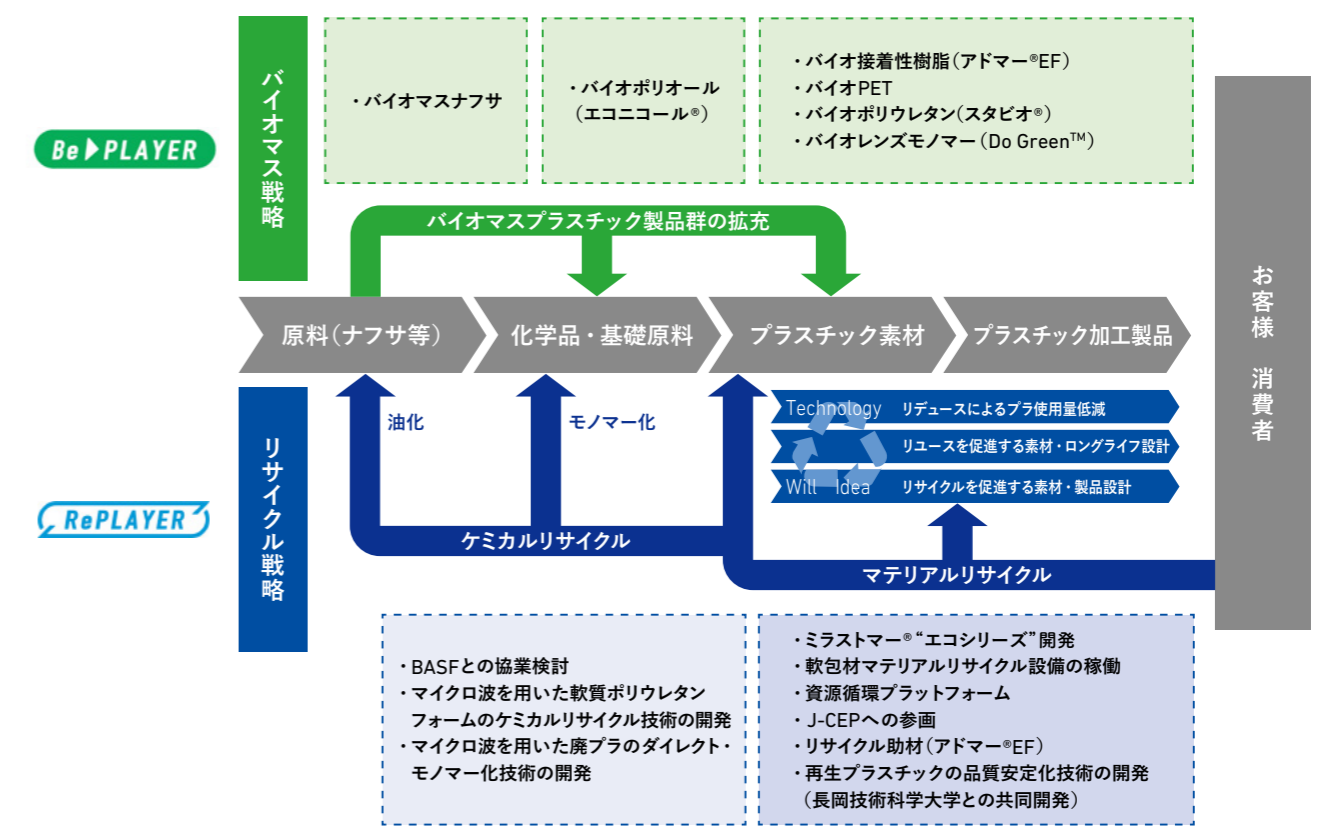 Be▶PLAYER
バイオマス戦略
・バイオマスナフサ
・バイオポリオール
（エコニコール®）
・バイオ接着性樹脂（アドマー®EF）
・バイオPET
・バイオポリウレタン（スタビオ®）
・バイオレンズモノマー（Do Green™）
バイオマスプラスチック製品群の拡充
原料（ナフサ等）
化学品・基礎原料
プラスチック素材
プラスチック加工製品
お客様 消費者
RePLAYER
リサイクル戦略
油化
モノマー化
Technology
リデュースによるプラ使用量低減
リユースを促進する素材・ロングライフ設計
Will Idea
リサイクルを促進する素材・製品設計
ケミカルリサイクル
マテリアルリサイクル
・BASFとの協業検討
・マイクロ波を用いた軟質ポリウレタン
フォームのケミカルリサイクル技術の開発
・マイクロ波を用いた廃プラのダイレクト・
モノマー化技術の開発
・ミラストマー®“エコシリーズ”開発
・軟包材マテリアルリサイクル設備の稼働
・資源循環プラットフォーム
・J-CEPへの参画
・リサイクル助材（アドマー®EF）
・再生プラスチックの品質安定化技術の開発
（長岡技術科学大学との共同開発）